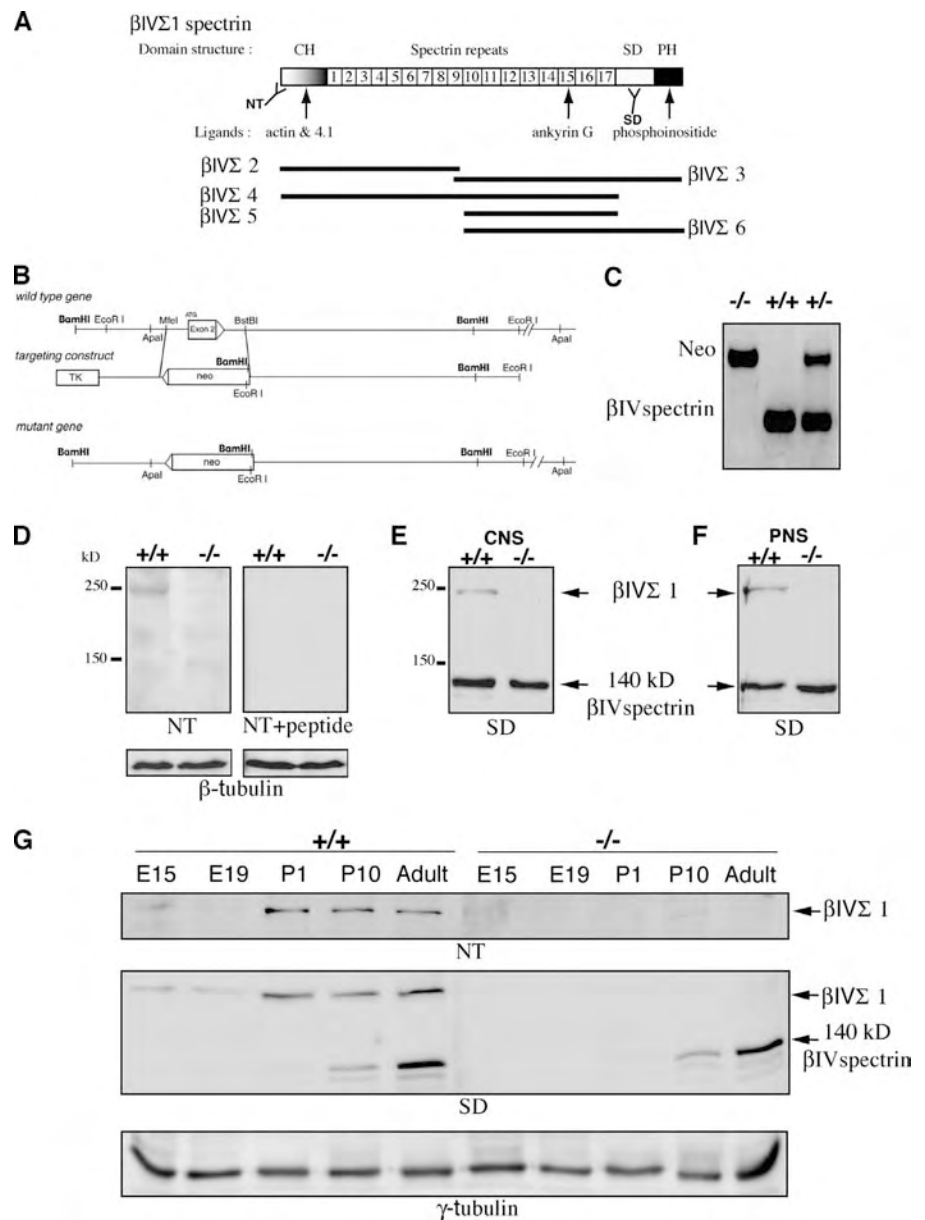 A
βIVΣ1 spectrin
Domain structure : CH Spectrin repeats SD PH
1 2 3 4 5 6 7 8 9 10 11 12 13 14 15 16 17
NT
SD
Ligands : actin & 4.1 ankyrin G phosphoinositide
βIVΣ 2
βIVΣ 3
βIVΣ 4
βIVΣ 5
βIVΣ 6
B
wild type gene
BamHI EcoR I ApaI MfeI ATG Exon 2 BstBI BamHI EcoR I ApaI
targeting construct
TK neo BamHI EcoR I BamHI EcoR I
mutant gene
BamHI ApaI neo BamHI EcoR I BamHI EcoR I ApaI
C
-/- +/+ +/-
Neo
βIVspectrin
D
kD +/+ -/- +/+ -/-
250
150
NT NT+peptide
β-tubulin
E
CNS
+/+ -/-
250
150
SD
βIVΣ 1
140 kD
βIVspectrin
F
PNS
+/+ -/-
SD
G
+/+ -/-
E15 E19 P1 P10 Adult E15 E19 P1 P10 Adult
βIVΣ 1
NT
βIVΣ 1
140 kD
βIVspectrin
SD
γ-tubulin